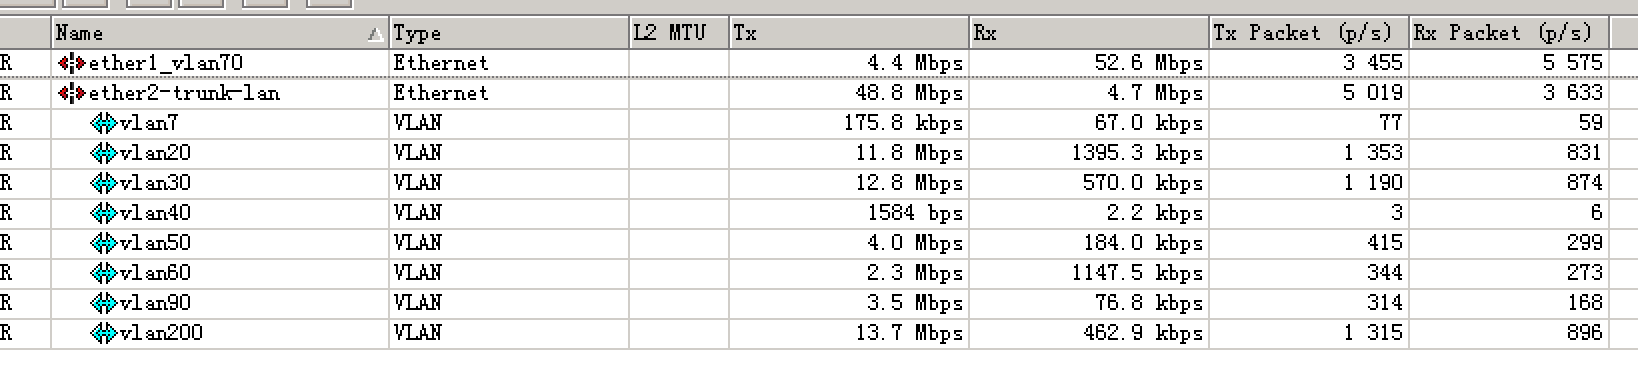 Name Type L2 MTU Tx Rx Tx Packet (p/s) Rx Packet (p/s)
R ether1_vlan70 Ethernet 4.4 Mbps 52.6 Mbps 3 455 5 575
R ether2-trunk-lan Ethernet 48.8 Mbps 4.7 Mbps 5 019 3 633
R vlan7 VLAN 175.8 kbps 67.0 kbps 77 59
R vlan20 VLAN 11.8 Mbps 1395.3 kbps 1 353 831
R vlan30 VLAN 12.8 Mbps 570.0 kbps 1 190 874
R vlan40 VLAN 1584 bps 2.2 kbps 3 6
R vlan50 VLAN 4.0 Mbps 184.0 kbps 415 299
R vlan60 VLAN 2.3 Mbps 1147.5 kbps 344 273
R vlan90 VLAN 3.5 Mbps 76.8 kbps 314 168
R vlan200 VLAN 13.7 Mbps 462.9 kbps 1 315 896